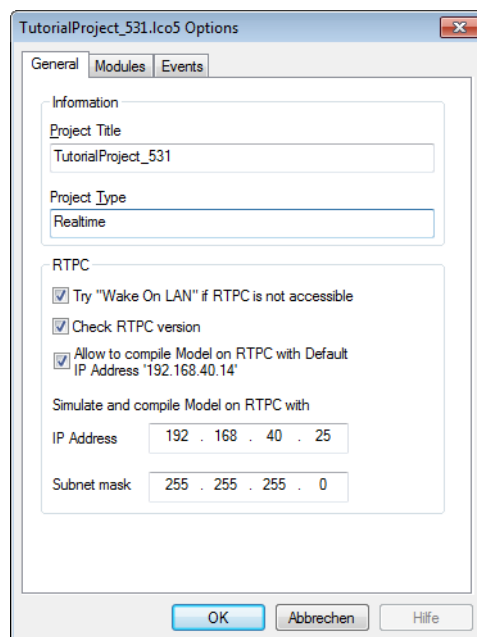 TutorialProject_531.lco5 Options
General Modules Events
Information
Project Title
TutorialProject_531
Project Type
Realtime
RTPC
Try "Wake On LAN" if RTPC is not accessible
Check RTPC version
Allow to compile Model on RTPC with Default
IP Address '192.168.40.14'
Simulate and compile Model on RTPC with
IP Address 192 . 168 . 40 . 25
Subnet mask 255 . 255 . 255 . 0
OK Abbrechen Hilfe